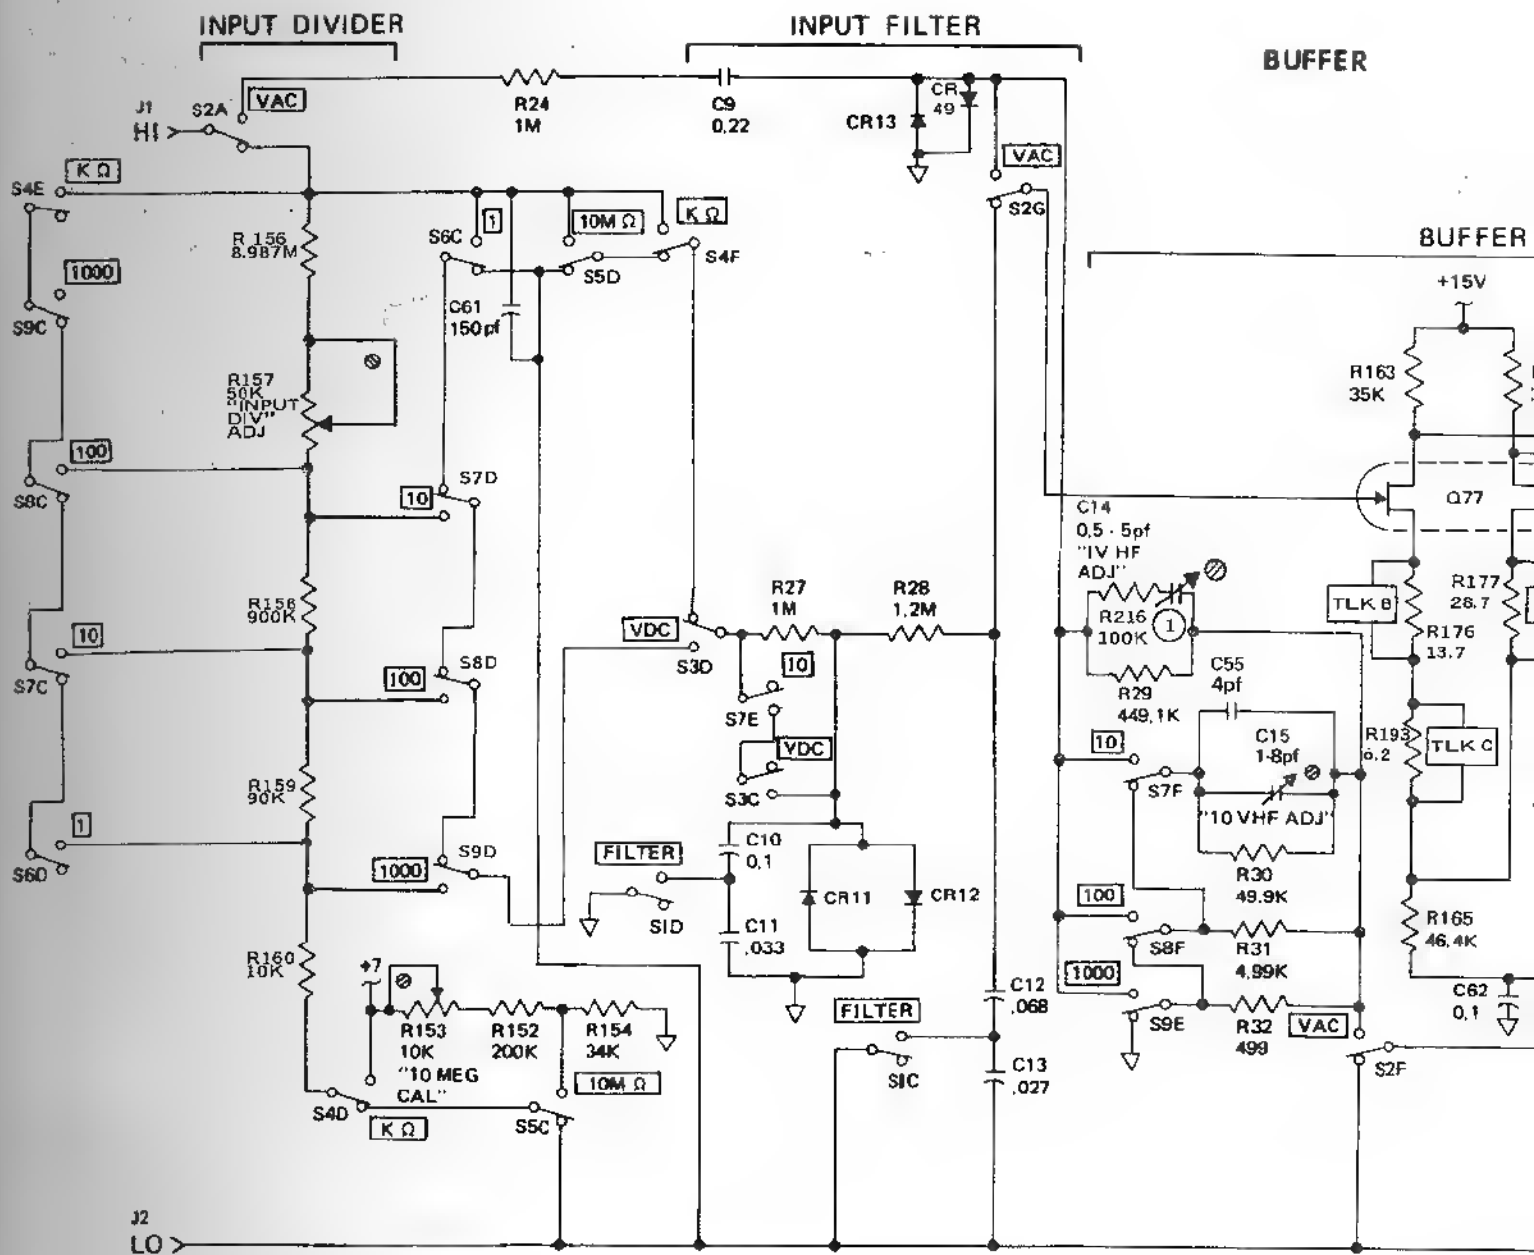 INPUT DIVIDER
INPUT FILTER
BUFFER
J1
HI
S2A
VAC
R24
1M
C9
0.22
CR13
CR
49
VAC
S2G
K Ω
S4E
R 156
8.987M
1000
S9C
S6C
1
10M Ω
S5D
K Ω
S4F
C61
150pf
BUFFER
+15V
R163
35K
R157
50K
"INPUT
DIV"
ADJ
100
S8C
S7D
10
Q77
C14
0.5 - 5pf
"IV HF
ADJ"
R216
100K
1
R29
449.1K
TLK B
R177
28.7
R176
13.7
R158
900K
10
S7C
S8D
100
VDC
S3D
R27
1M
R28
1.2M
10
S7E
VDC
S3C
C55
4pf
C15
1-8pf
"10 VHF ADJ"
10
S7F
R193
6.2
TLK C
R159
90K
1
S6D
S9D
1000
FILTER
S1D
C10
0.1
C11
.033
CR11
CR12
R30
49.9K
100
S8F
R31
4.99K
R165
46.4K
C62
0.1
R160
10K
+7
R153
10K
"10 MEG
CAL"
R152
200K
R154
34K
10M Ω
S4D
K Ω
S5C
FILTER
S1C
C12
.068
C13
.027
1000
S9E
R32
499
VAC
S2F
J2
LO